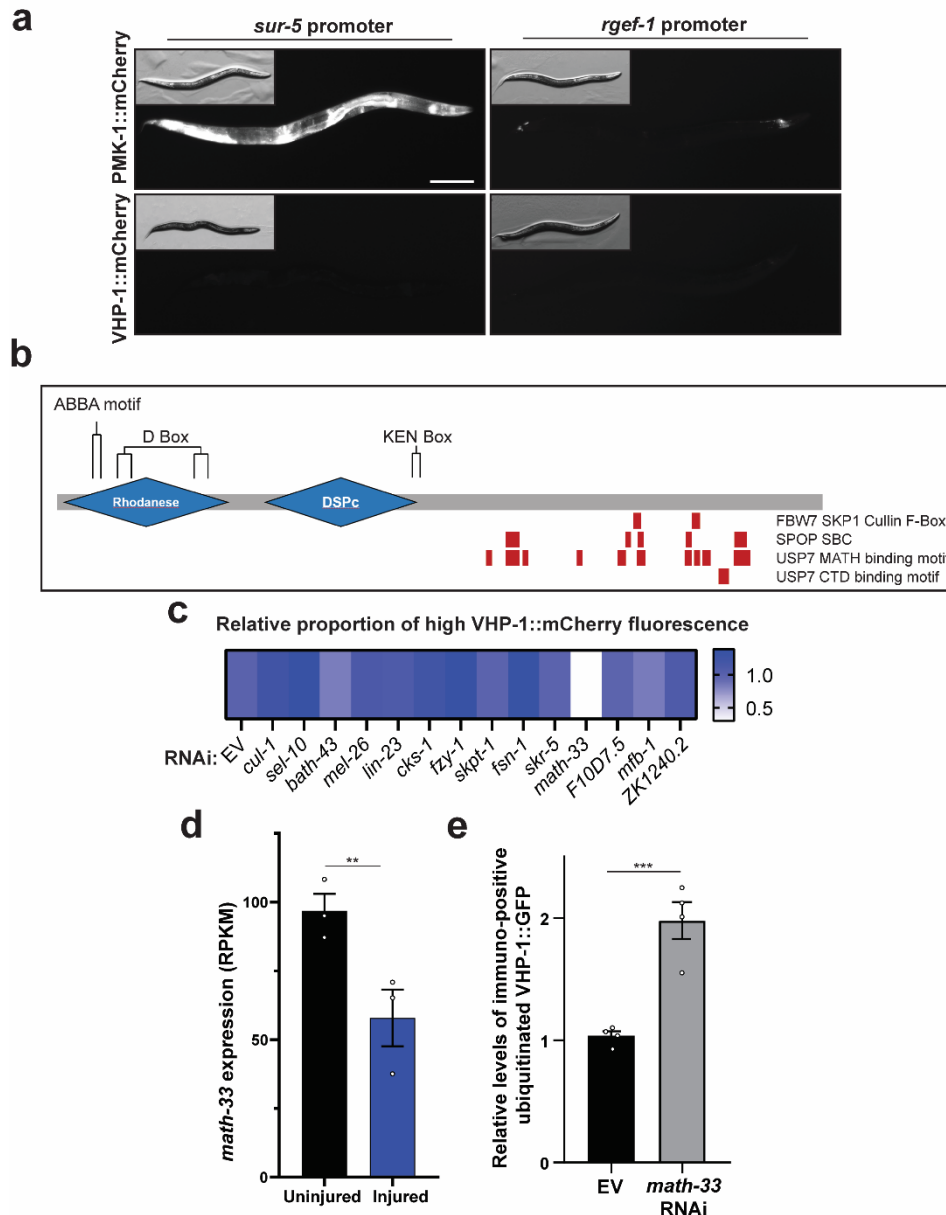 a
sur-5 promoter
rgef-1 promoter
PMK-1::mCherry
VHP-1::mCherry
b
ABBA motif
D Box
KEN Box
Rhodanese
DSPc
FBW7 SKP1 Cullin F-Box
SPOP SBC
USP7 MATH binding motif
USP7 CTD binding motif
c
Relative proportion of high VHP-1::mCherry fluorescence
1.0
0.5
RNAi:
EV
cul-1
sel-10
bath-43
mel-26
lin-23
cks-1
fzy-1
skpt-1
fsn-1
skr-5
math-33
F10D7.5
mfb-1
ZK1240.2
d
math-33 expression (RPKM)
100
50
0
**
Uninjured
Injured
e
Relative levels of immuno-positive
ubiquitinated VHP-1::GFP
2
1
0
***
EV
math-33
RNAi